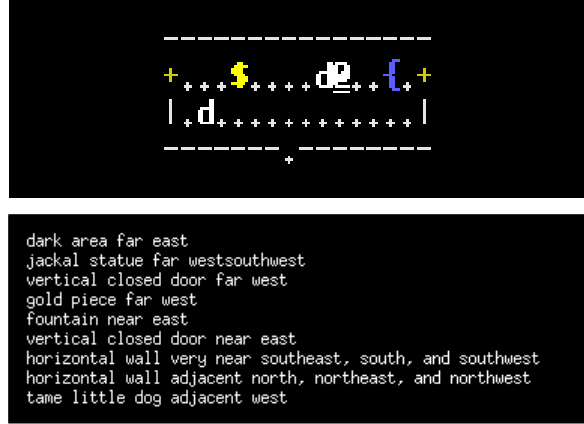 ----------------
+...$....d@..{.+
|.d............|
-------.--------
dark area far east
jackal statue far westsouthwest
vertical closed door far west
gold piece far west
fountain near east
vertical closed door near east
horizontal wall very near southeast, south, and southwest
horizontal wall adjacent north, northeast, and northwest
tame little dog adjacent west